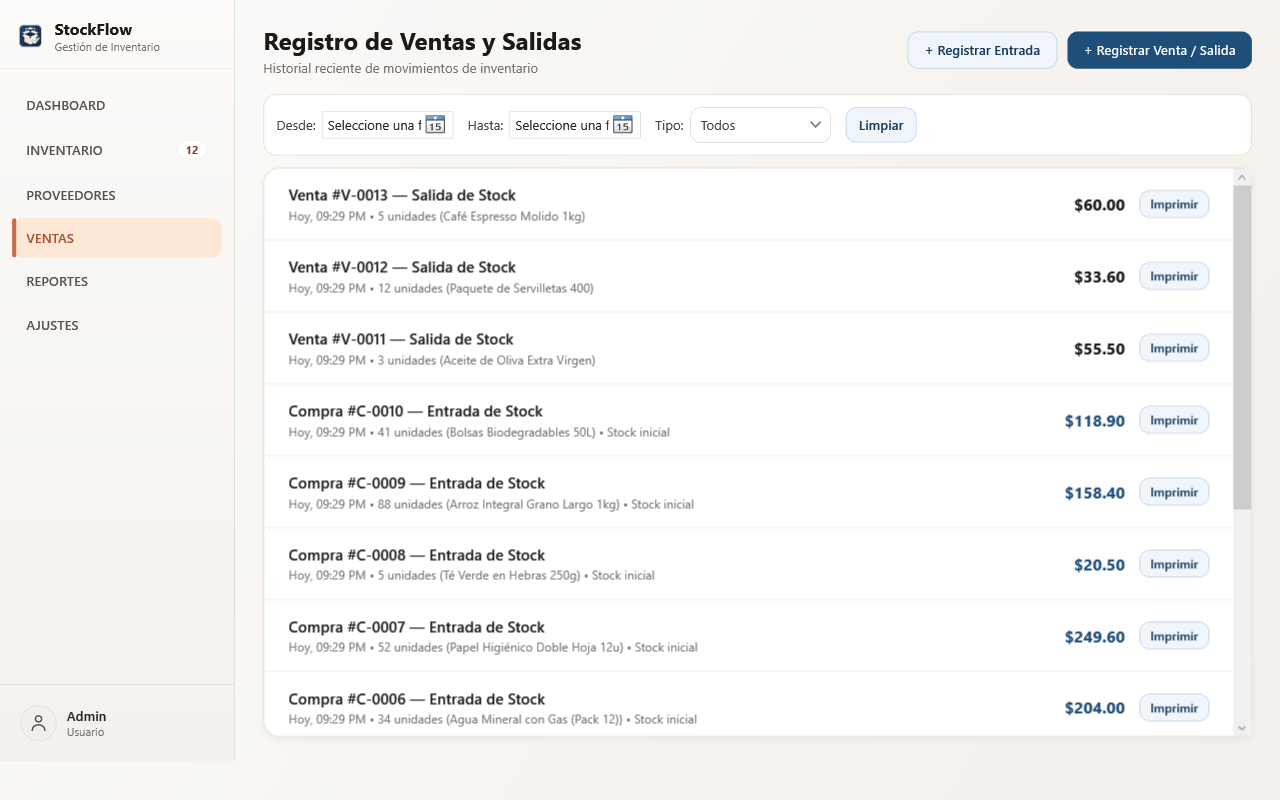 StockFlow
Gestión de Inventario
DASHBOARD
INVENTARIO 12
PROVEEDORES
VENTAS
REPORTES
AJUSTES
Admin
Usuario
Registro de Ventas y Salidas
Historial reciente de movimientos de inventario
+ Registrar Entrada
+ Registrar Venta / Salida
Desde: Seleccione una f 15 Hasta: Seleccione una f 15 Tipo: Todos Limpiar
Venta #V-0013 — Salida de Stock
Hoy, 09:29 PM • 5 unidades (Café Espresso Molido 1kg)
$60.00 Imprimir
Venta #V-0012 — Salida de Stock
Hoy, 09:29 PM • 12 unidades (Paquete de Servilletas 400)
$33.60 Imprimir
Venta #V-0011 — Salida de Stock
Hoy, 09:29 PM • 3 unidades (Aceite de Oliva Extra Virgen)
$55.50 Imprimir
Compra #C-0010 — Entrada de Stock
Hoy, 09:29 PM • 41 unidades (Bolsas Biodegradables 50L) • Stock inicial
$118.90 Imprimir
Compra #C-0009 — Entrada de Stock
Hoy, 09:29 PM • 88 unidades (Arroz Integral Grano Largo 1kg) • Stock inicial
$158.40 Imprimir
Compra #C-0008 — Entrada de Stock
Hoy, 09:29 PM • 5 unidades (Té Verde en Hebras 250g) • Stock inicial
$20.50 Imprimir
Compra #C-0007 — Entrada de Stock
Hoy, 09:29 PM • 52 unidades (Papel Higiénico Doble Hoja 12u) • Stock inicial
$249.60 Imprimir
Compra #C-0006 — Entrada de Stock
Hoy, 09:29 PM • 34 unidades (Agua Mineral con Gas (Pack 12)) • Stock inicial
$204.00 Imprimir